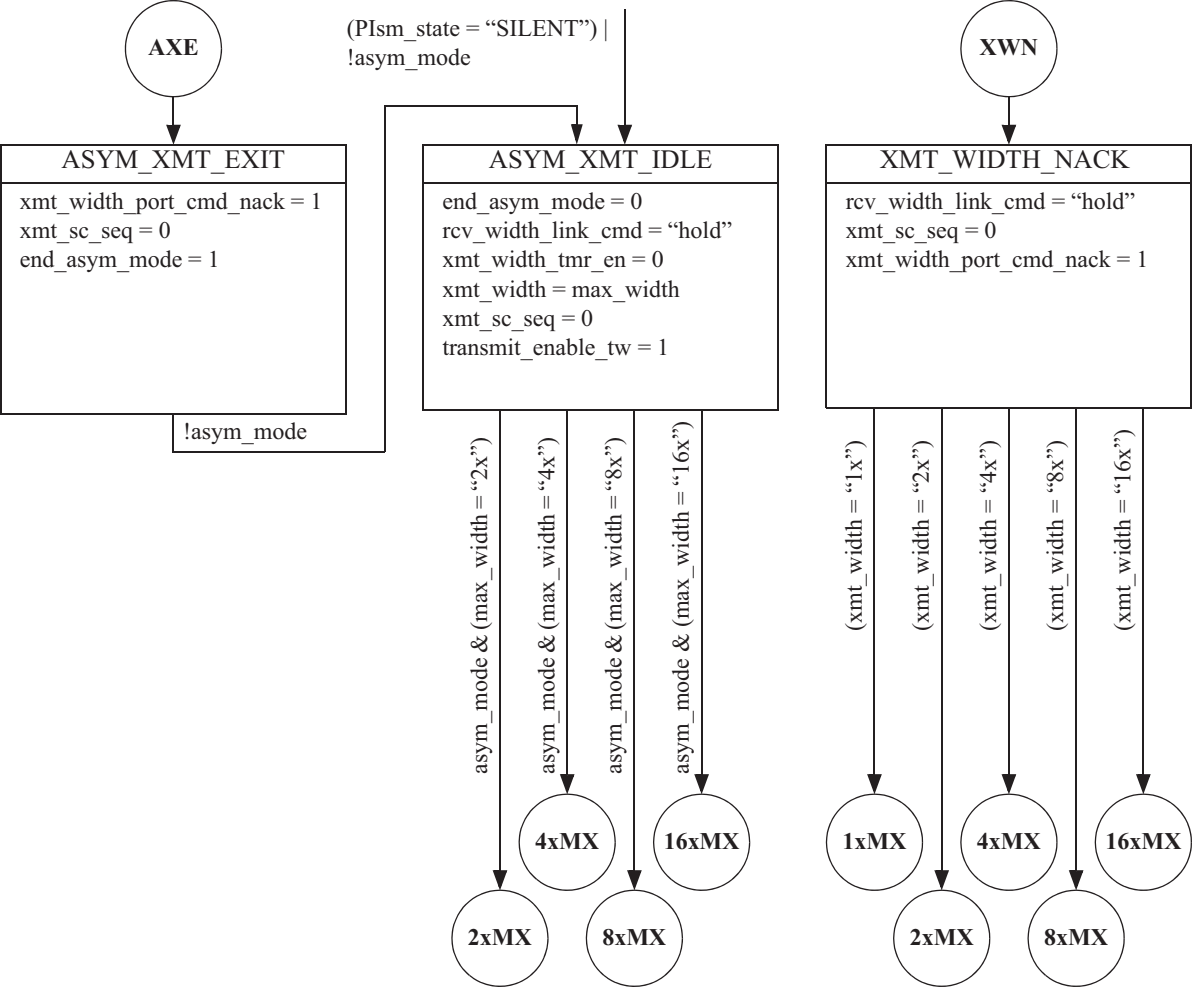 AXE
(PIsm_state = “SILENT”) |
!asym_mode
XWN
ASYM_XMT_EXIT
xmt_width_port_cmd_nack = 1
xmt_sc_seq = 0
end_asym_mode = 1
!asym_mode
ASYM_XMT_IDLE
end_asym_mode = 0
rcv_width_link_cmd = “hold”
xmt_width_tmr_en = 0
xmt_width = max_width
xmt_sc_seq = 0
transmit_enable_tw = 1
asym_mode & (max_width = “2x”)
asym_mode & (max_width = “4x”)
asym_mode & (max_width = “8x”)
asym_mode & (max_width = “16x”)
4xMX
16xMX
2xMX
8xMX
XMT_WIDTH_NACK
rcv_width_link_cmd = “hold”
xmt_sc_seq = 0
xmt_width_port_cmd_nack = 1
(xmt_width = “1x”)
(xmt_width = “2x”)
(xmt_width = “4x”)
(xmt_width = “8x”)
(xmt_width = “16x”)
1xMX
4xMX
16xMX
2xMX
8xMX